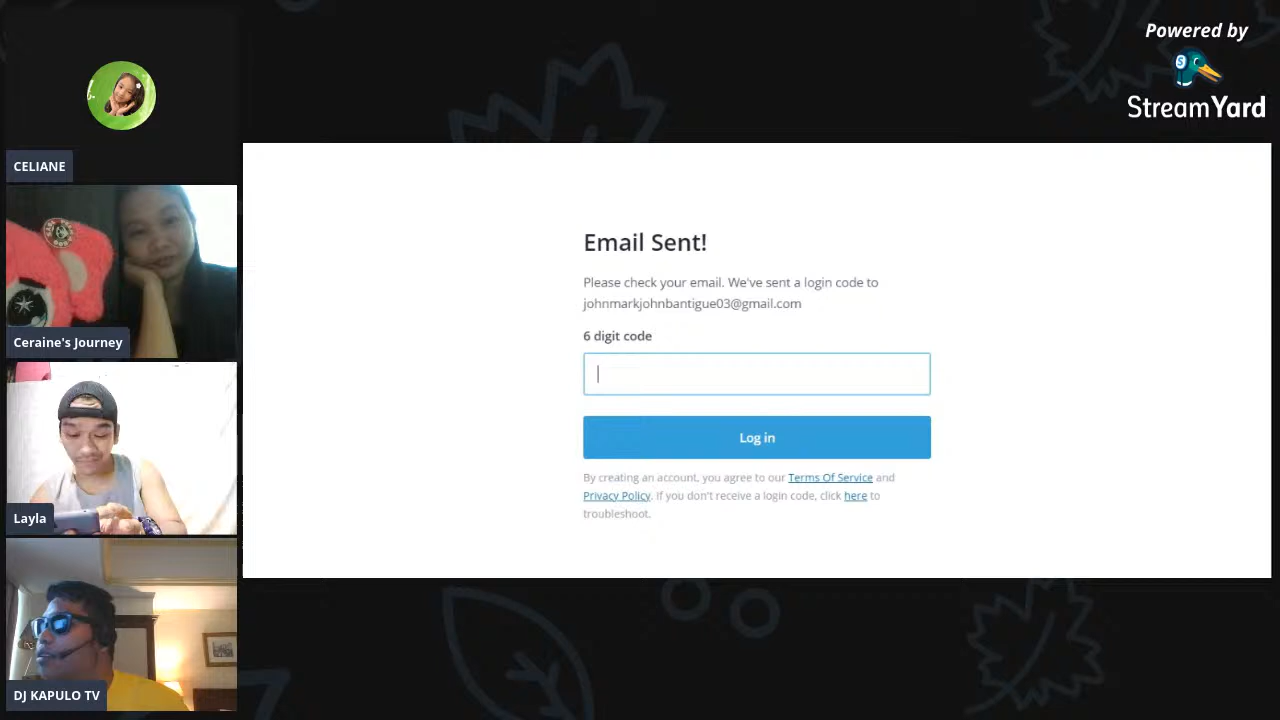 Powered by
StreamYard
CELIANE
Ceraine's Journey
Layla
DJ KAPULO TV
Email Sent!
Please check your email. We've sent a login code to
johnmarkjohnbantigue03@gmail.com
6 digit code
Log in
By creating an account, you agree to our Terms Of Service and
Privacy Policy. If you don't receive a login code, click here to
troubleshoot.